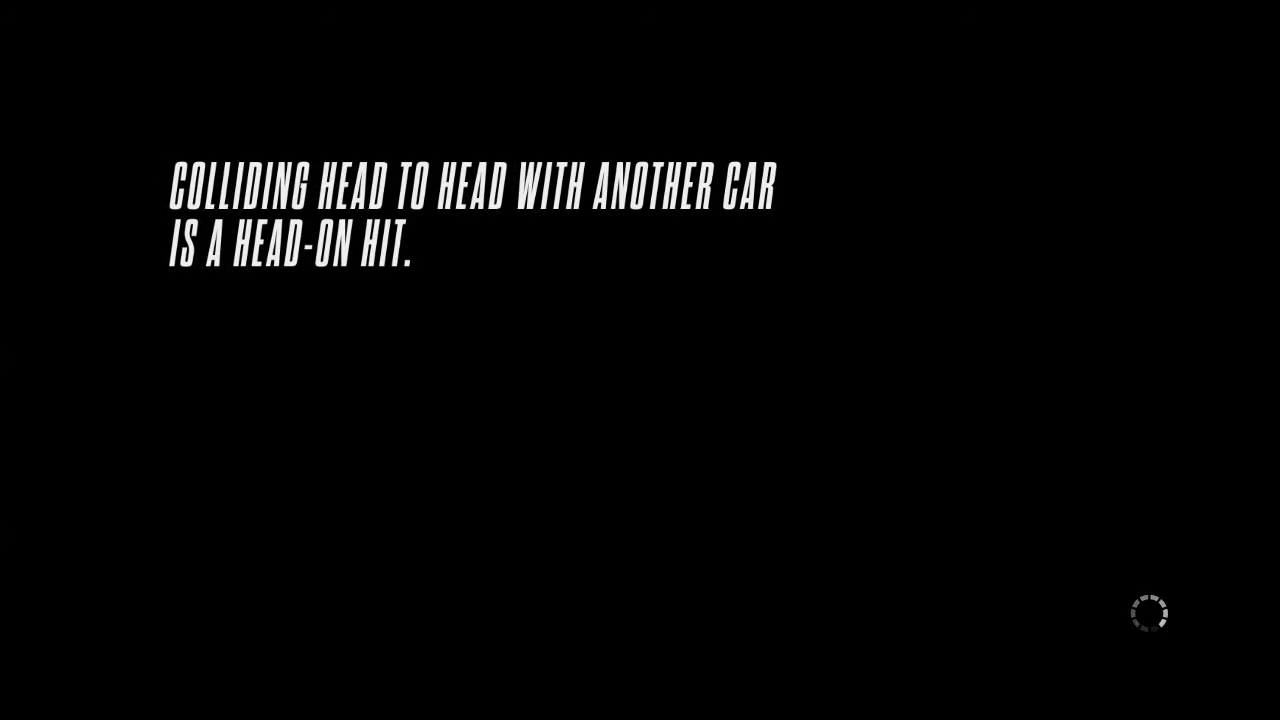 COLLIDING HEAD TO HEAD WITH ANOTHER CAR
IS A HEAD-ON HIT.